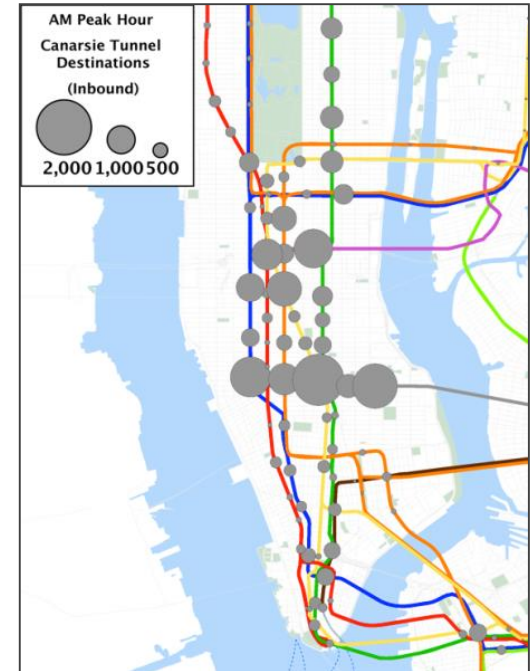 AM Peak Hour
Canarsie Tunnel
Destinations
(Inbound)
2,000 1,000 500